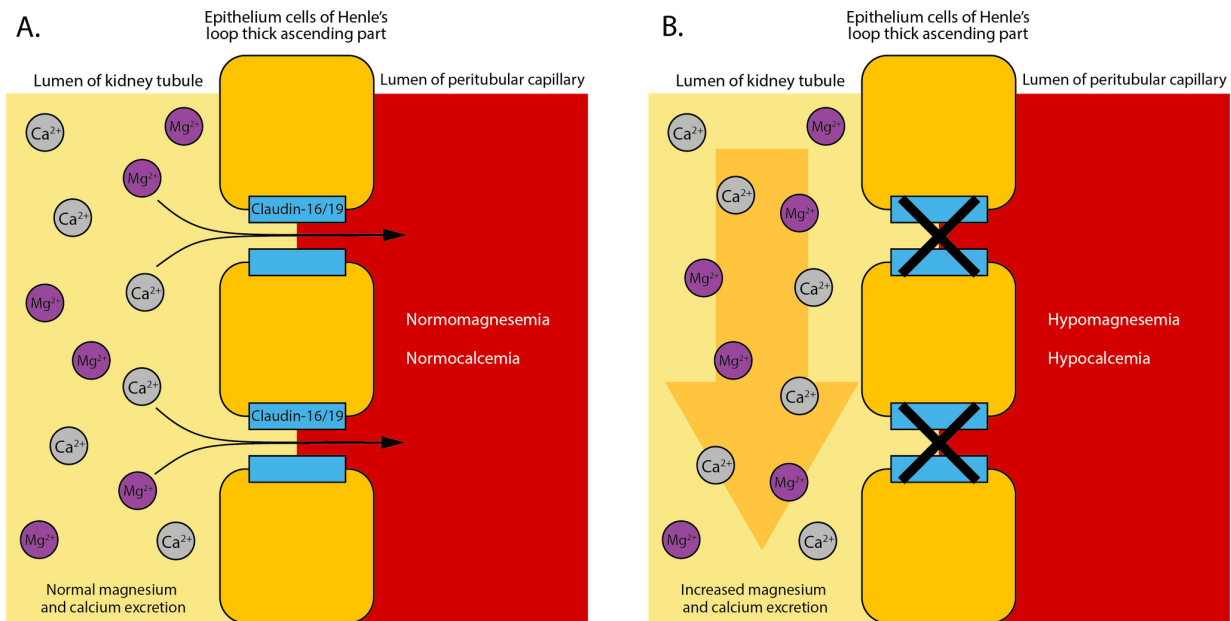 A.
Epithelium cells of Henle's
loop thick ascending part
Lumen of kidney tubule
Lumen of peritubular capillary
Ca2+
Mg2+
Mg2+
Ca2+
Claudin-16/19
Ca2+
Mg2+
Normomagnesemia
Mg2+
Normocalcemia
Ca2+
Claudin-16/19
Ca2+
Mg2+
Mg2+
Ca2+
Normal magnesium
and calcium excretion
B.
Epithelium cells of Henle's
loop thick ascending part
Lumen of kidney tubule
Lumen of peritubular capillary
Ca2+
Mg2+
Ca2+
Mg2+
Mg2+
Ca2+
Hypomagnesemia
Mg2+
Hypocalcemia
Ca2+
Ca2+
Mg2+
Mg2+
Ca2+
Increased magnesium
and calcium excretion